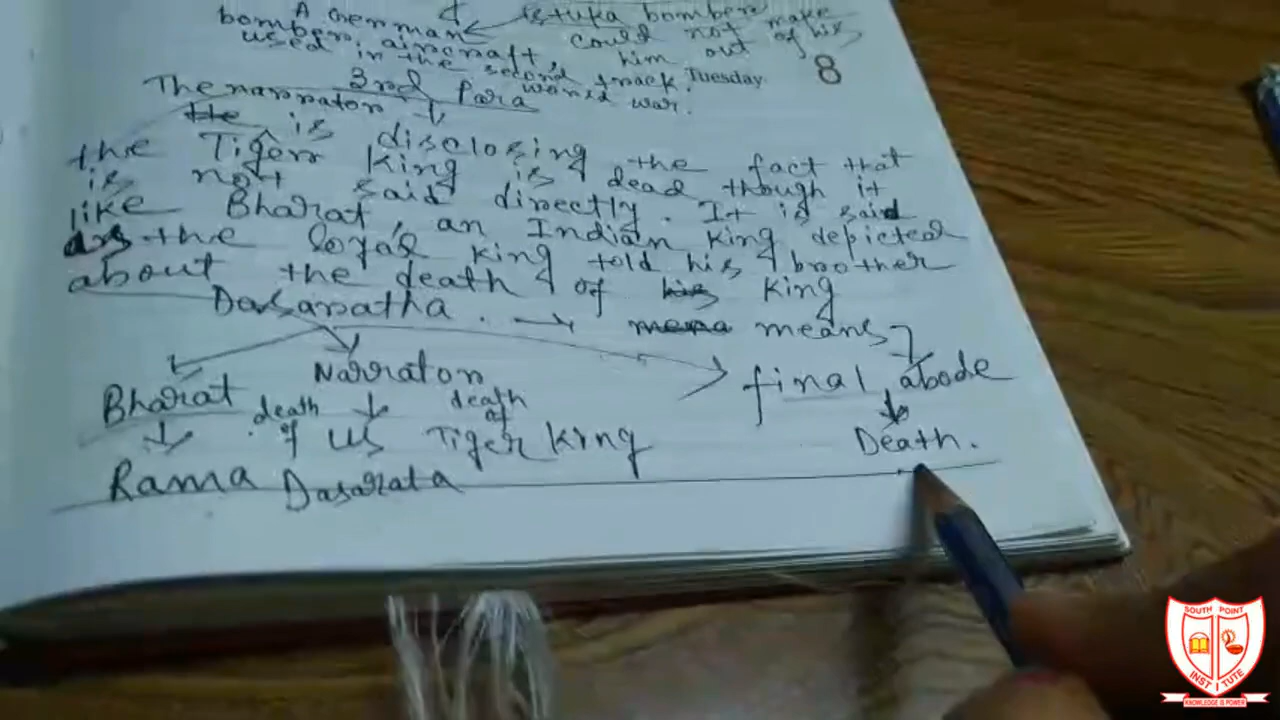 A German
Stuka bomber
bomber aircraft,
could not make
used in the second
him out of his
world war.
track.
Tuesday
8
3rd Para
The narrator
He is disclosing the fact that
the Tiger King is dead though it
is not said directly. It is said
like Bharat, an Indian king depicted
as the loyal king told his brother
about the death of his king
Dasaratha. → means
Narrator
final abode
Bharat
death of
us
death of
Tiger King
Death.
Rama
Dasarata
SOUTH POINT
INSTITUTE
KNOWLEDGE IS POWER